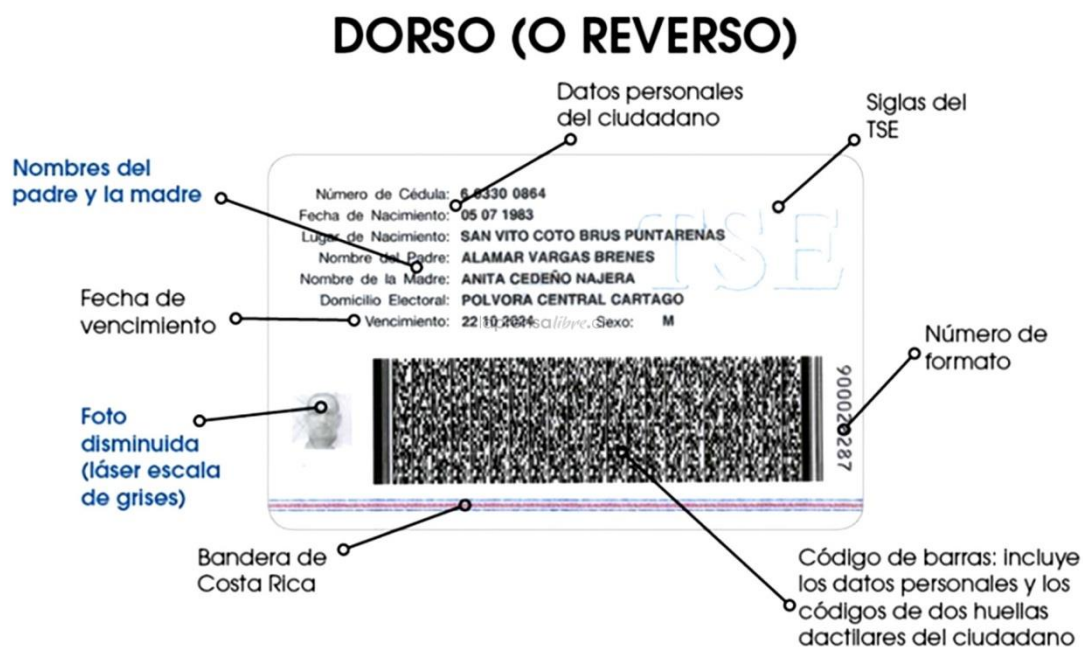 DORSO (O REVERSO)
Datos personales
del ciudadano
Siglas del
TSE
Nombres del
padre y la madre
Número de Cédula: 6 0330 0864
Fecha de Nacimiento: 05 07 1983
Lugar de Nacimiento: SAN VITO COTO BRUS PUNTARENAS
Nombre del Padre: ALAMAR VARGAS BRENES
Nombre de la Madre: ANITA CEDEÑO NAJERA
Domicilio Electoral: POLVORA CENTRAL CARTAGO
Vencimiento: 22 10 2024 Sexo: M
TSE
Fecha de
vencimiento
Número de
formato
Foto
disminuida
(láser escala
de grises)
Bandera de
Costa Rica
Código de barras: incluye
los datos personales y los
códigos de dos huellas
dactilares del ciudadano